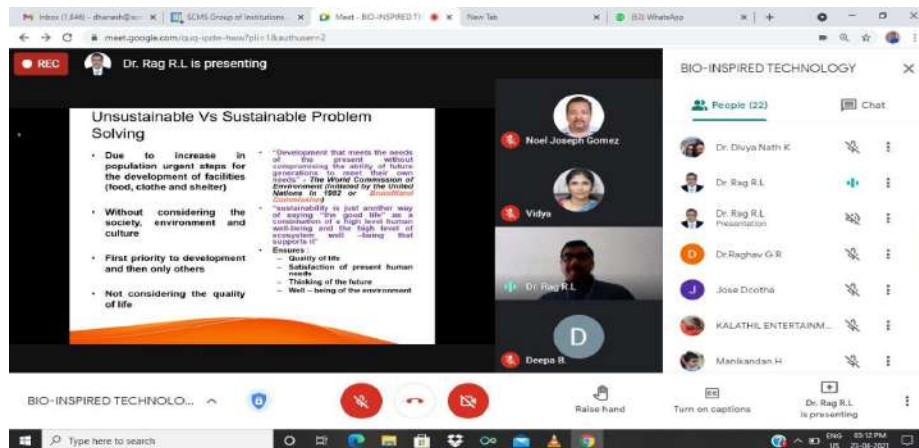 Inbox (1,646) - dhanesh@sc
SCMS Group of Institutions
Meet - BIO-INSPIRED T
New Tab
(52) WhatsApp
REC
Dr. Rag R.L is presenting
BIO-INSPIRED TECHNOLOGY
People (22)
Chat
Unsustainable Vs Sustainable Problem
Solving
• Due to increase in
population urgent steps for
the development of facilities
(food, clothe and shelter)
• Without considering the
society, environment and
culture
• First priority to development
and then only others
• Not considering the quality
of life
• "Development that meets the needs
of the present without
compromising the ability of future
generations to meet their own
needs" - The World Commission of
Environment (Initiated by the United
Nations in 1982 or
Commission)
• "sustainability is just another way
of saying "the good life" as a
combination of a high level human
well-being and the high level of
ecosystem well -being that
supports it"
• Ensures :
– Quality of life
– Satisfaction of present human
needs
– Thinking of the future
– Well – being of the environment
Noel Joseph Gomez
Vidya
Dr. Rag R.L
D
Deepa B.
Dr. Divya Nath K
Dr. Rag R.L
Dr. Rag R.L
Presentation
D
Dr.Raghav G R
J
Jose Dcotha
KALATHIL ENTERTAINM...
Manikandan H
BIO-INSPIRED TECHNOLO...
Raise hand
Turn on captions
Dr. Rag R.L
is presenting
Type here to search
ENG
US
03:12 PM
23-04-2021